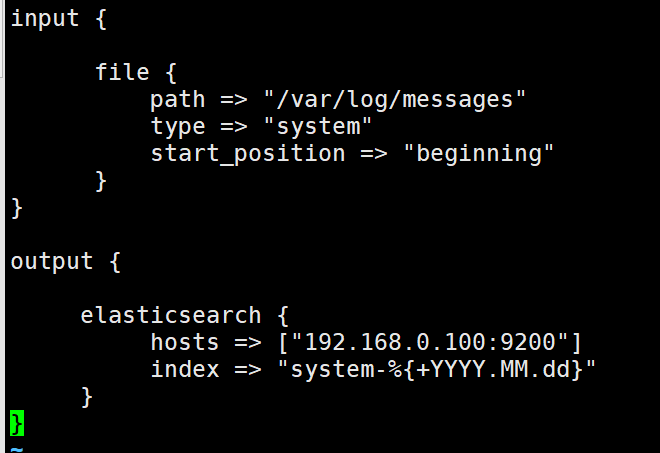 input {
file {
path => "/var/log/messages"
type => "system"
start_position => "beginning"
}
}
output {
elasticsearch {
hosts => ["192.168.0.100:9200"]
index => "system-%{+YYYY.MM.dd}"
}
}
~